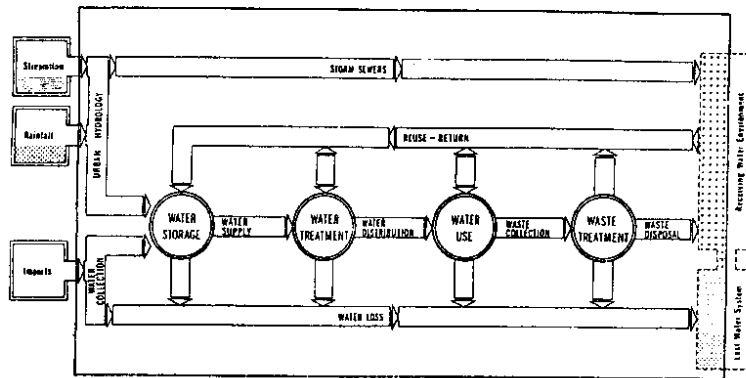 STORM SEWERS
Rainfall
URBAN HYDROLOGY
REUSE - RETURN
Receiving Water Environment
WATER
STORAGE
WATER
SUPPLY
WATER
TREATMENT
WATER
DISTRIBUTION
WATER
USE
WASTE
COLLECTION
WASTE
TREATMENT
WASTE
DISPOSAL
Imports
WATER
COLLECTION
WATER LOSS
Lost Water System